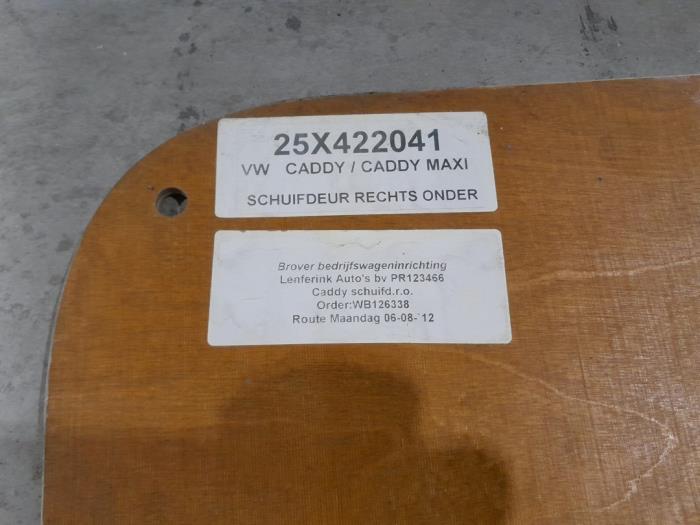 25X422041
VW CADDY / CADDY MAXI
SCHUIFDEUR RECHTS ONDER
Brover bedrijfswageninrichting
Lenferink Auto's bv PR123466
Caddy schuifd.r.o.
Order:WB126338
Route Maandag 06-08-'12